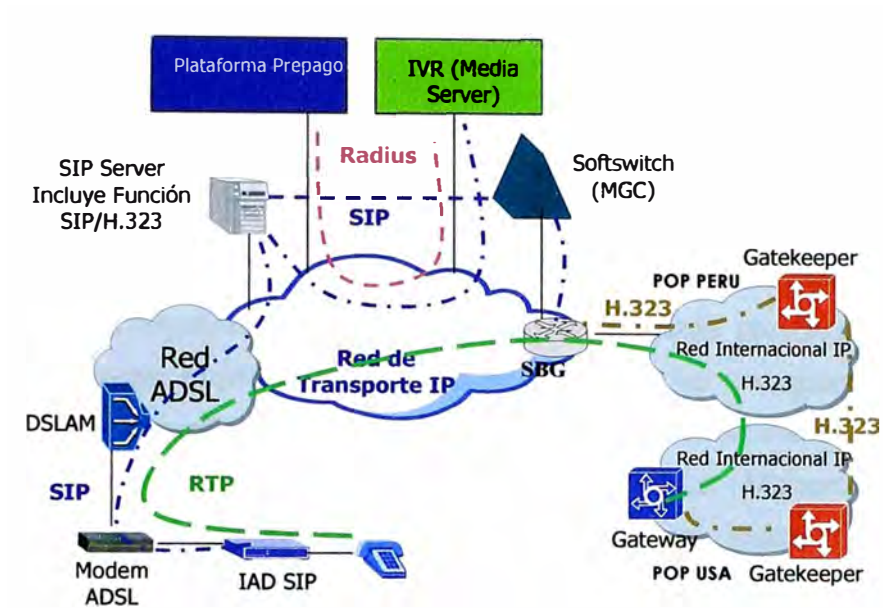 Plataforma Prepago
IVR (Media
Server)
Radius
SIP Server
Incluye Función
SIP/H.323
SIP
Softswitch
(MGC)
Gatekeeper
POP PERU
H.323
Red
ADSL
Red de
Transporte IP
SBG
Red Internacional IP
H.323
DSLAM
H.323
SIP
RTP
Red Internacional IP
H.323
Modem
ADSL
IAD SIP
Gateway
POP USA
Gatekeeper